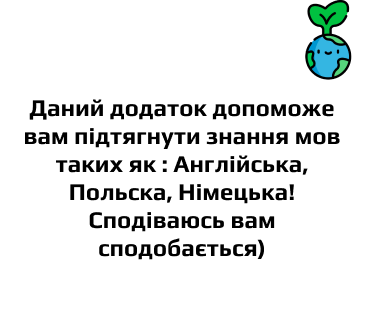 Даний додаток допоможе
вам підтягнути знання мов
таких як : Англійська,
Польска, Німецька!
Сподіваюсь вам
сподобається)